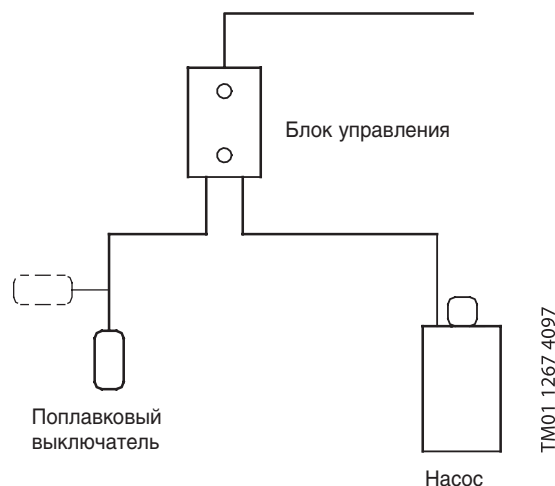 Блок управления
Поплавковый
выключатель
Насос
TM01 1267 4097